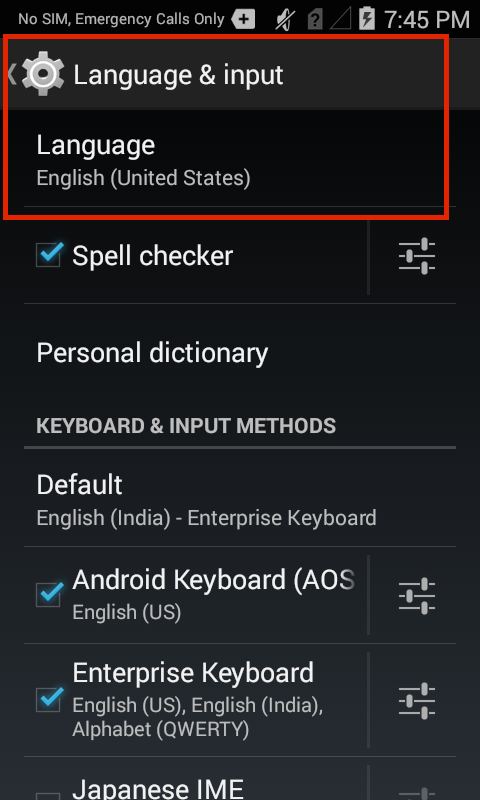 No SIM, Emergency Calls Only 7:45 PM
Language & input
Language
English (United States)
Spell checker
Personal dictionary
KEYBOARD & INPUT METHODS
Default
English (India) - Enterprise Keyboard
Android Keyboard (AOS
English (US)
Enterprise Keyboard
English (US), English (India),
Alphabet (QWERTY)
Japanese IME